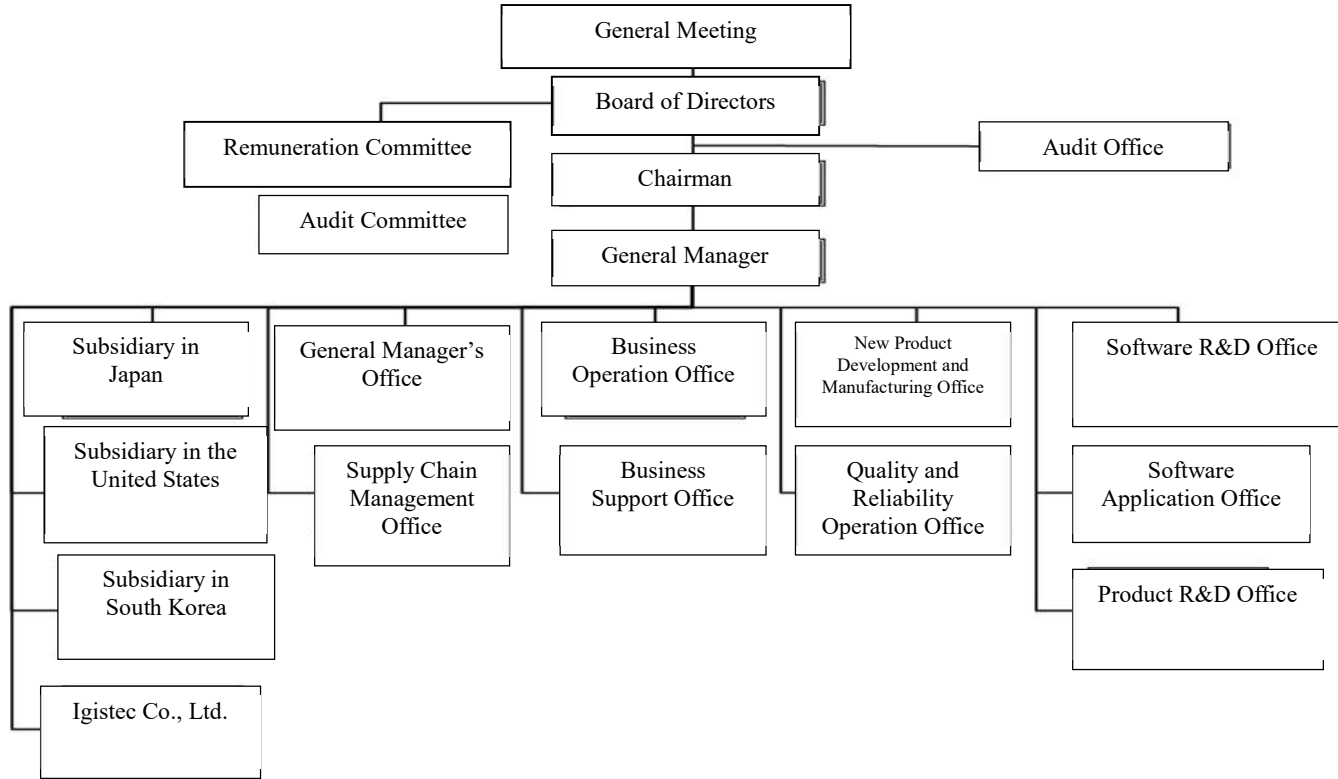 General Meeting
Board of Directors
Remuneration Committee
Audit Office
Chairman
Audit Committee
General Manager
Subsidiary in
Japan
General Manager’s
Office
Business
Operation Office
New Product
Development and
Manufacturing Office
Software R&D Office
Subsidiary in the
United States
Supply Chain
Management
Office
Business
Support Office
Quality and
Reliability
Operation Office
Software
Application Office
Subsidiary in
South Korea
Product R&D Office
Igistec Co., Ltd.